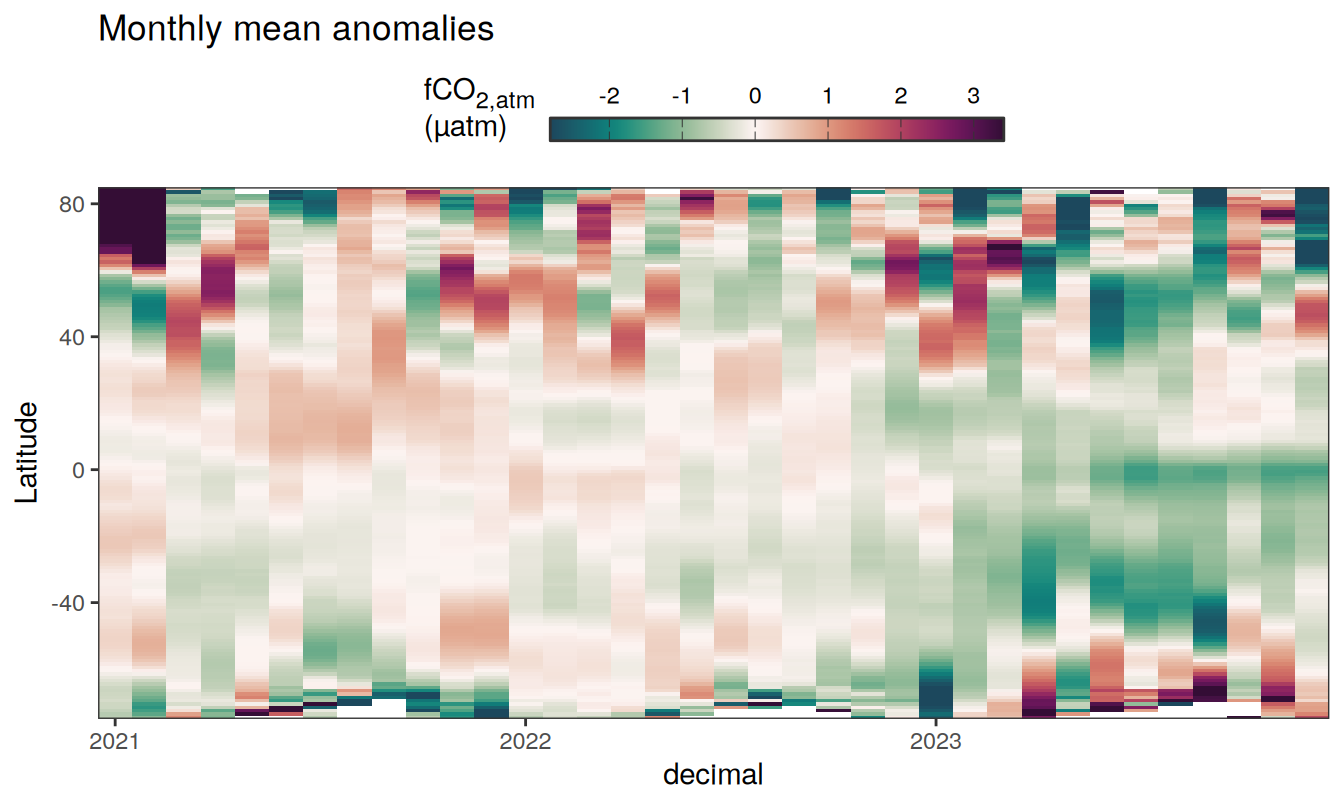 Monthly mean anomalies
fCO2,atm
(µatm)
-2 -1 0 1 2 3
80
40
0
-40
Latitude
2021 2022 2023
decimal